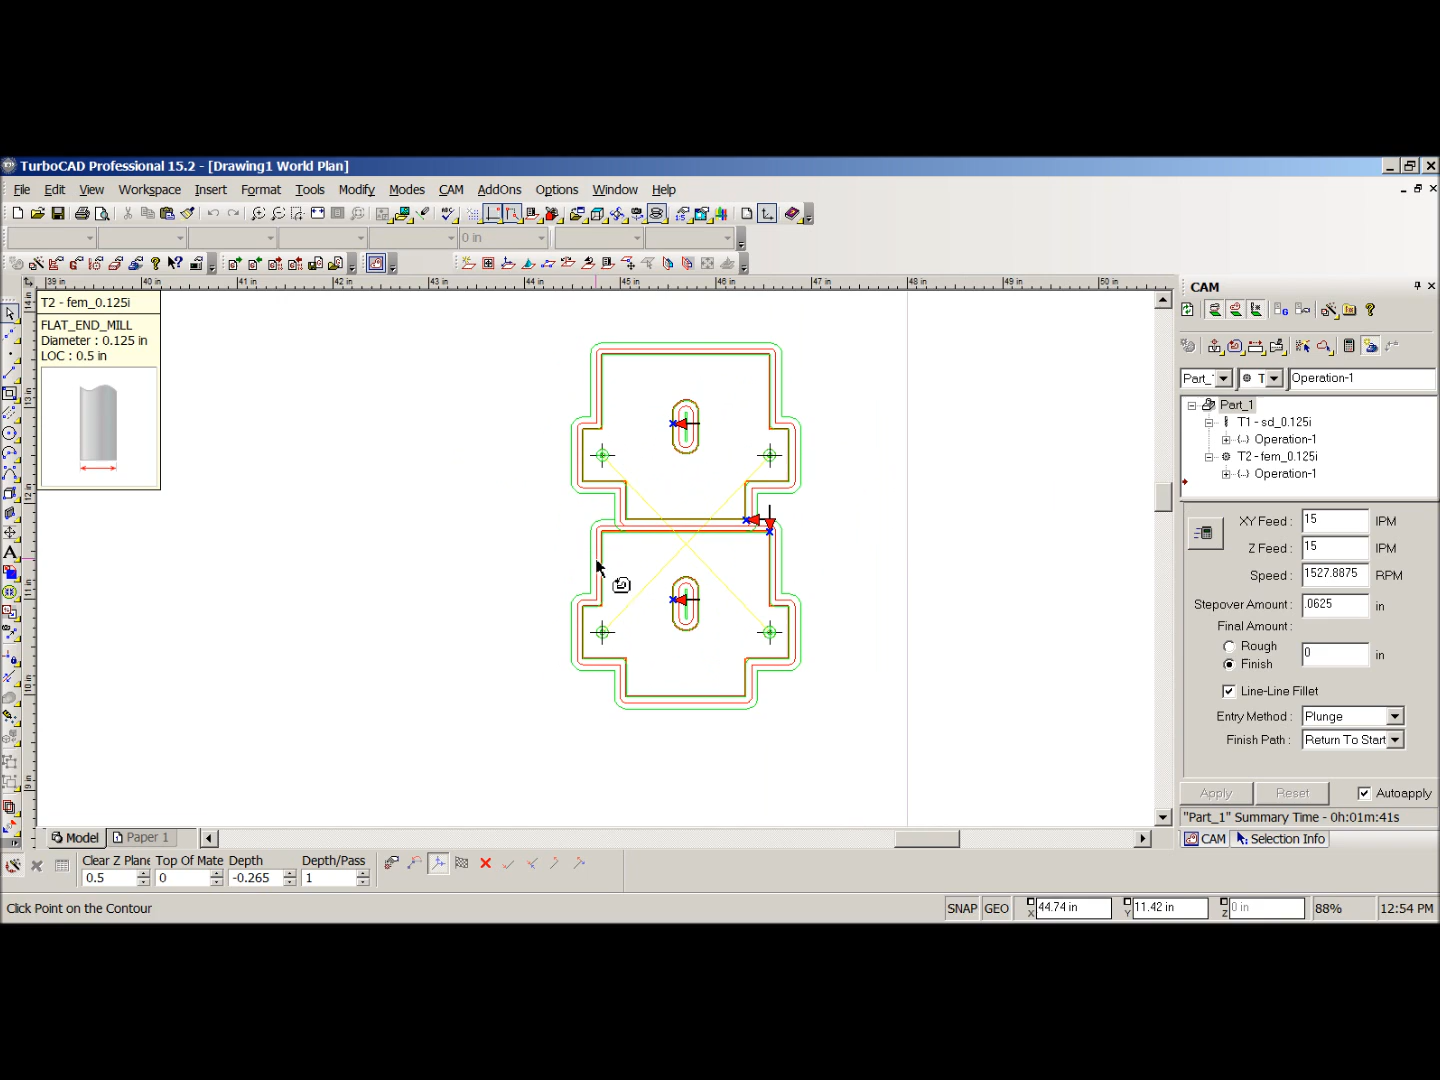 TurboCAD Professional 15.2 - [Drawing1 World Plan]
File Edit View Workspace Insert Format Tools Modify Modes CAM AddOns Options Window Help
0 in
39 in 40 in 41 in 42 in 43 in 44 in 45 in 46 in 47 in 48 in 49 in 50 in
T2 - fem_0.125i
FLAT_END_MILL
Diameter : 0.125 in
LOC : 0.5 in
CAM
Part_ T Operation-1
Part_1
T1 - sd_0.125i
Operation-1
T2 - fem_0.125i
Operation-1
XY Feed : 15 IPM
Z Feed : 15 IPM
Speed : 1527.8875 RPM
Stepover Amount : .0625 in
Final Amount :
Rough
Finish
0 in
Line-Line Fillet
Entry Method : Plunge
Finish Path : Return To Start
Apply Reset Autoapply
"Part_1" Summary Time - 0h:01m:41s
CAM Selection Info
Model Paper 1
Clear Z Plane Top Of Mate Depth Depth/Pass
0.5 0 -0.265 1
Click Point on the Contour
SNAP GEO X 44.74 in Y 11.42 in Z 0 in 88% 12:54 PM